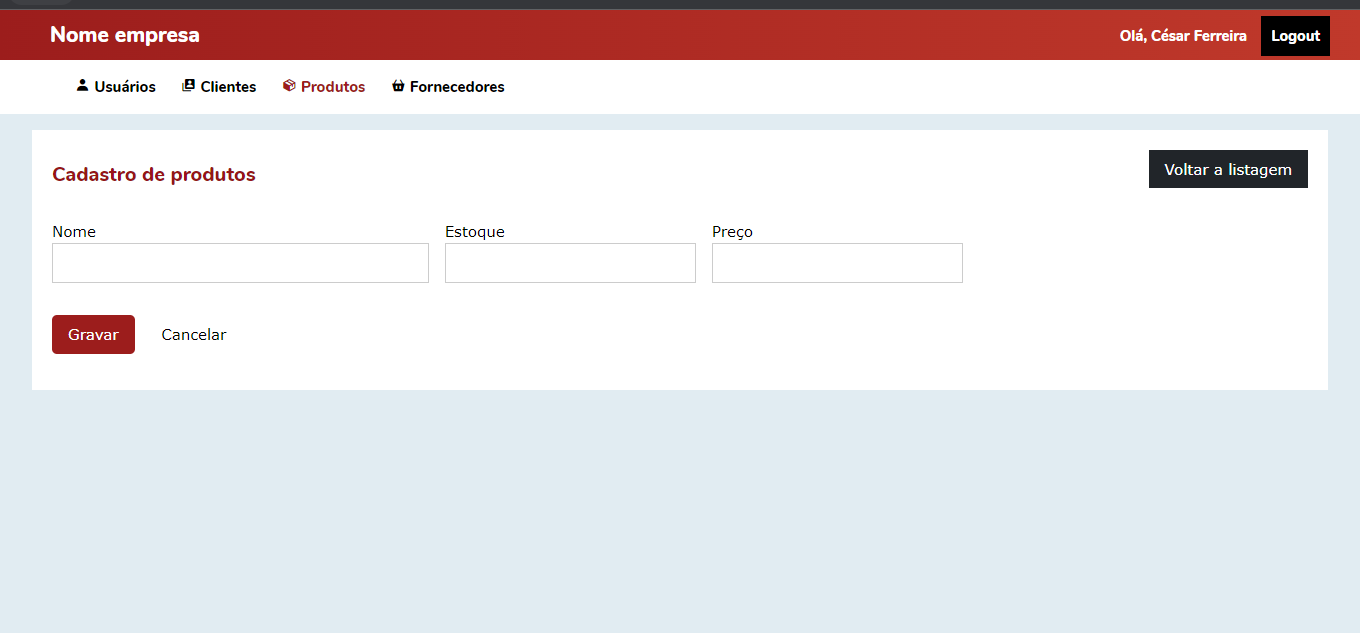 Nome empresa
Olá, César Ferreira Logout
Usuários Clientes Produtos Fornecedores
Cadastro de produtos
Voltar a listagem
Nome Estoque Preço
Gravar Cancelar